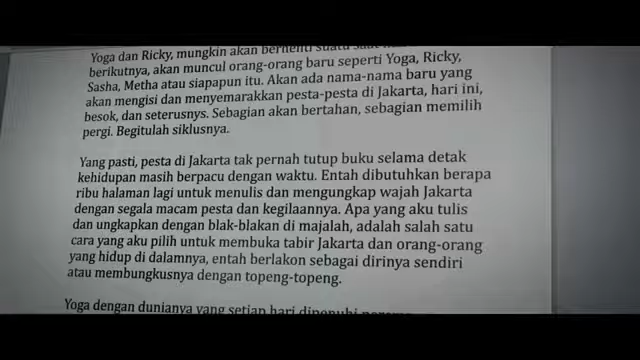 Yoga dan Ricky, mungkin akan berhenti suatu saat
berikutnya, akan muncul orang-orang baru seperti Yoga, Ricky,
Sasha, Metha atau siapapun itu. Akan ada nama-nama baru yang
akan mengisi dan menyemarakkan pesta-pesta di Jakarta, hari ini,
besok, dan seterusnys. Sebagian akan bertahan, sebagian memilih
pergi. Begitulah siklusnya.
Yang pasti, pesta di Jakarta tak pernah tutup buku selama detak
kehidupan masih berpacu dengan waktu. Entah dibutuhkan berapa
ribu halaman lagi untuk menulis dan mengungkap wajah Jakarta
dengan segala macam pesta dan kegilaannya. Apa yang aku tulis
dan ungkapkan dengan blak-blakan di majalah, adalah salah satu
cara yang aku pilih untuk membuka tabir Jakarta dan orang-orang
yang hidup di dalamnya, entah berlakon sebagai dirinya sendiri
atau membungkusnya dengan topeng-topeng.
Yoga dengan dunianya yang setiap hari dipenuhi